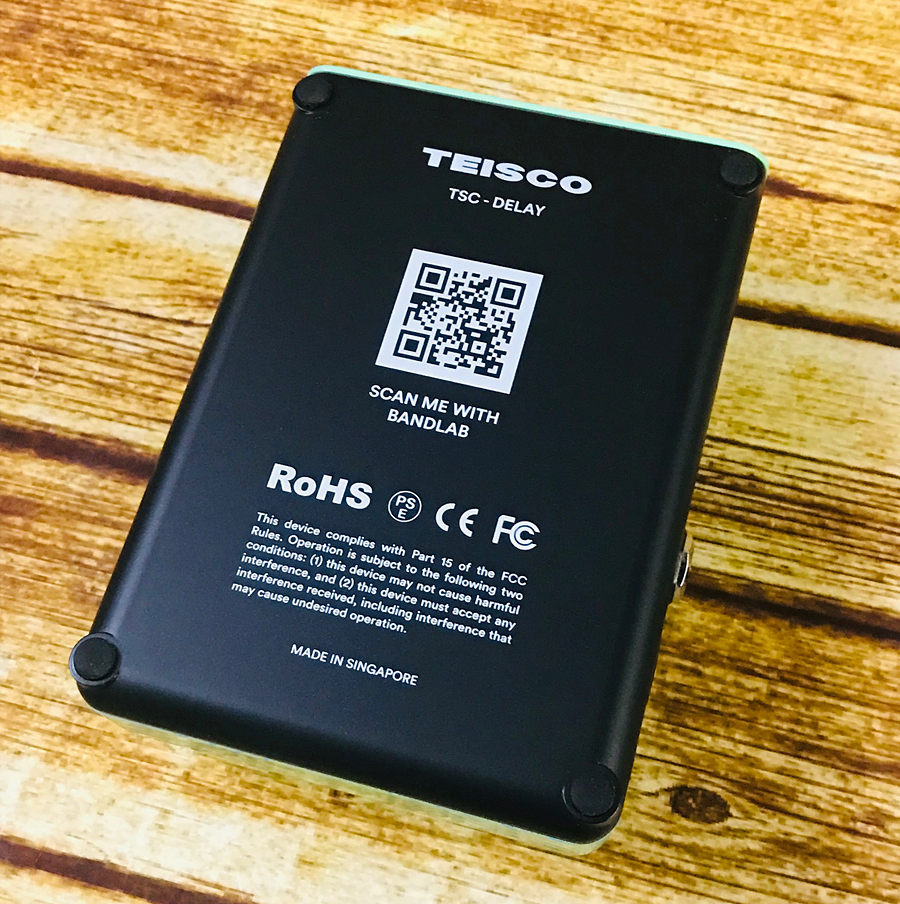 TEISCO
TSC - DELAY
SCAN ME WITH
BANDLAB
RoHS PS E CE FC
This device complies with Part 15 of the FCC
Rules. Operation is subject to the following two
conditions: (1) this device may not cause harmful
interference, and (2) this device must accept any
interference received, including interference that
may cause undesired operation.
MADE IN SINGAPORE